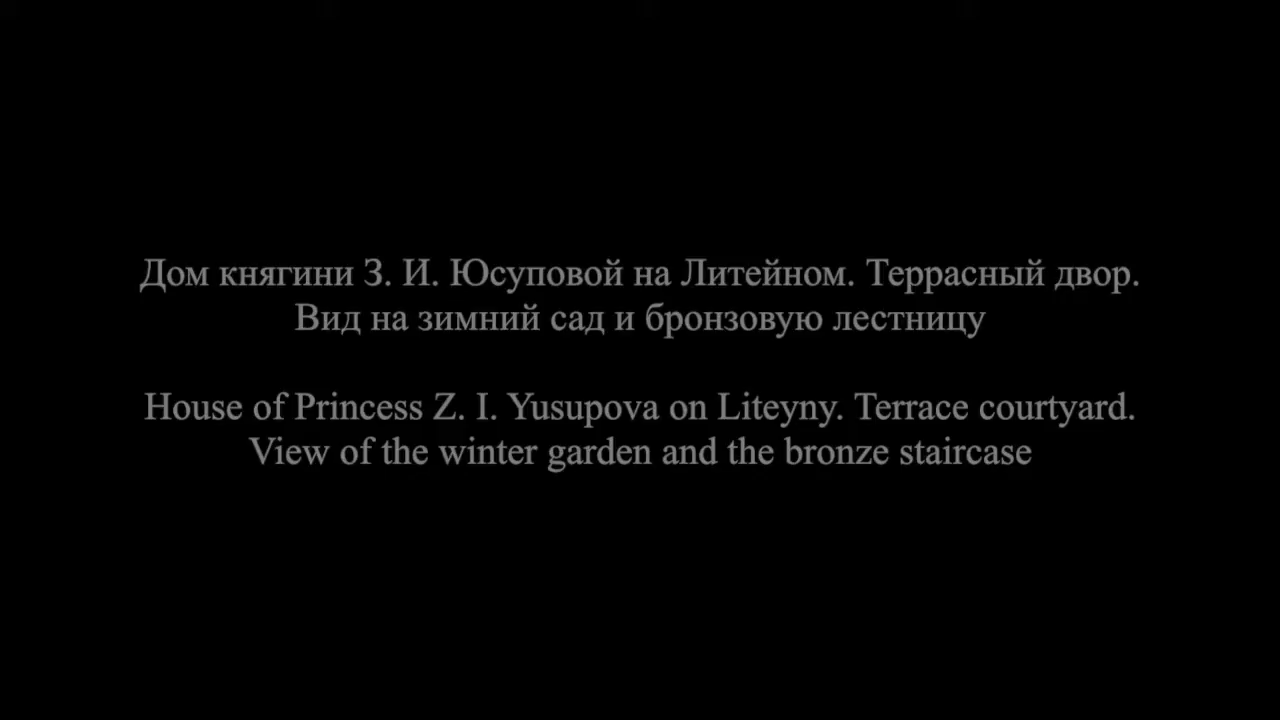 Дом княгини З. И. Юсуповой на Литейном. Террасный двор.
Вид на зимний сад и бронзовую лестницу
House of Princess Z. I. Yusupova on Liteyny. Terrace courtyard.
View of the winter garden and the bronze staircase